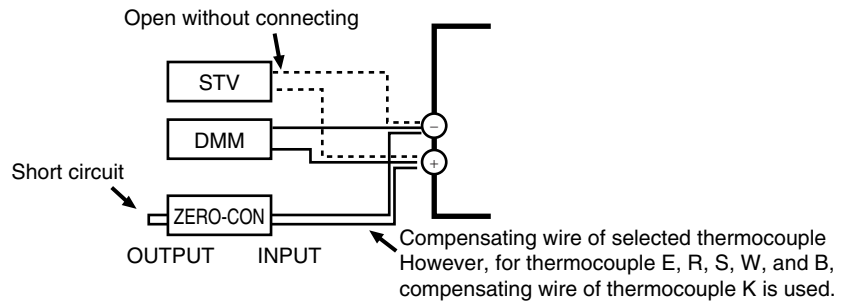 Open without connecting
STV
−
DMM
+
Short circuit
ZERO-CON
OUTPUT INPUT
Compensating wire of selected thermocouple
However, for thermocouple E, R, S, W, and B,
compensating wire of thermocouple K is used.